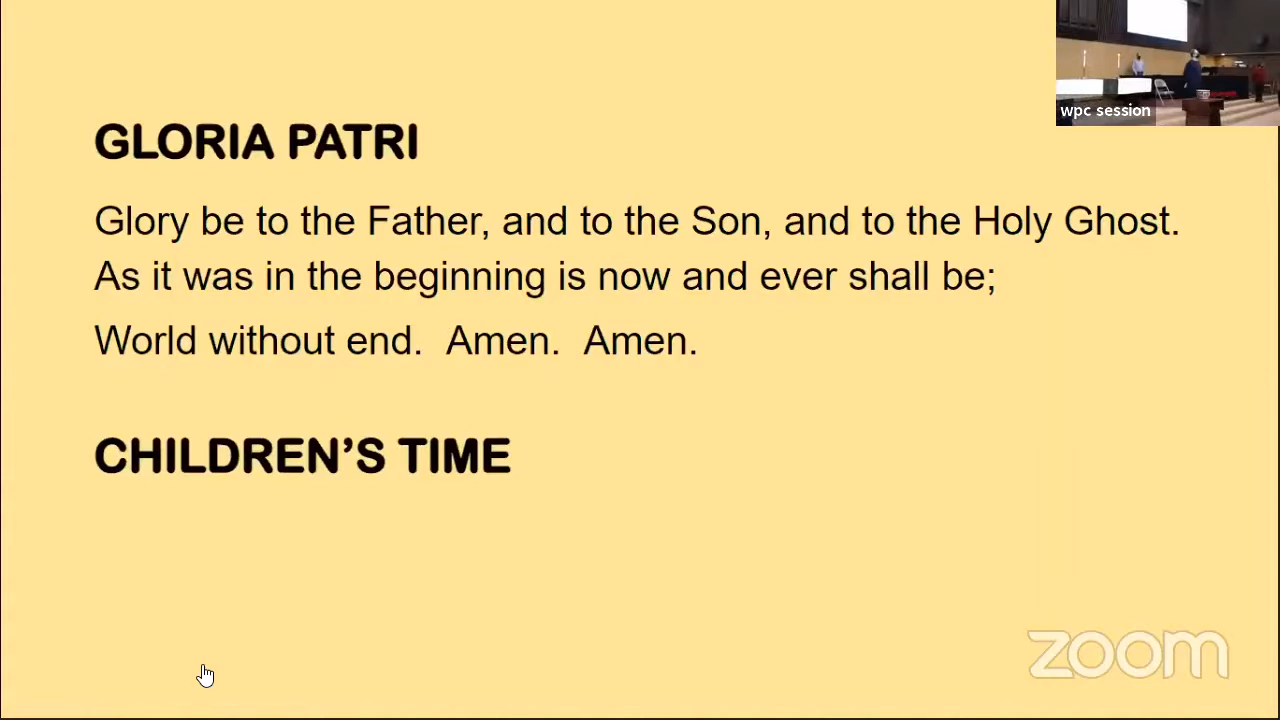 wpc session
GLORIA PATRI
Glory be to the Father, and to the Son, and to the Holy Ghost.
As it was in the beginning is now and ever shall be;
World without end.  Amen.  Amen.
CHILDREN’S TIME
zoom